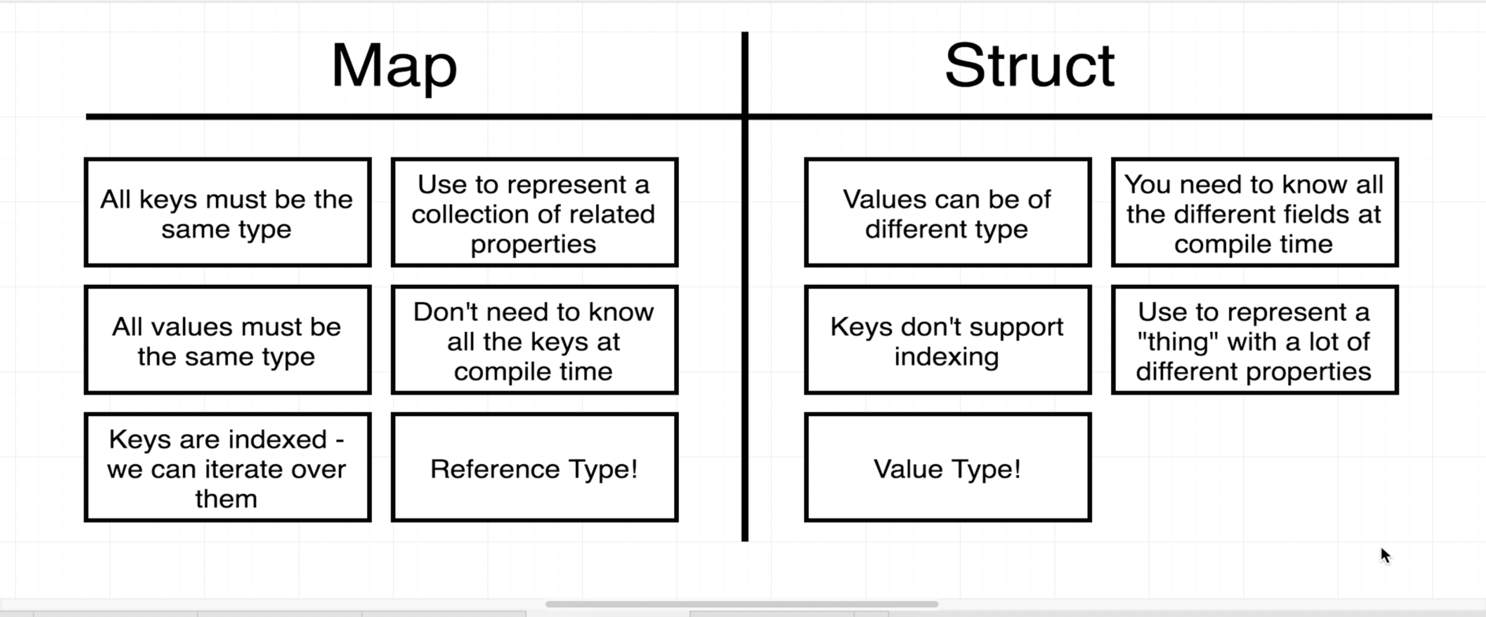 Map
All keys must be the
same type
Use to represent a
collection of related
properties
All values must be
the same type
Don't need to know
all the keys at
compile time
Keys are indexed -
we can iterate over
them
Reference Type!
Struct
Values can be of
different type
You need to know all
the different fields at
compile time
Keys don't support
indexing
Use to represent a
"thing" with a lot of
different properties
Value Type!